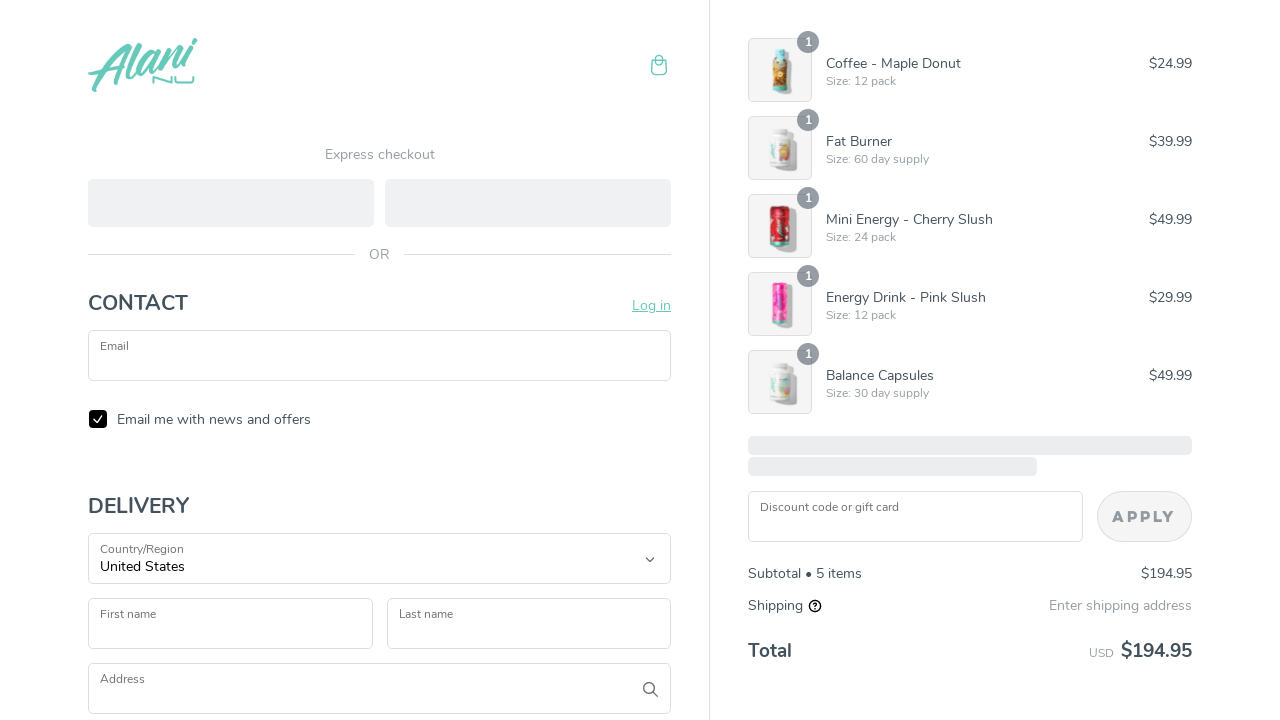 Alani
NU
Express checkout
OR
CONTACT
Log in
Email
Email me with news and offers
DELIVERY
Country/Region
United States
First name
Last name
Address
1
Coffee - Maple Donut
$24.99
Size: 12 pack
1
Fat Burner
$39.99
Size: 60 day supply
1
Mini Energy - Cherry Slush
$49.99
Size: 24 pack
1
Energy Drink - Pink Slush
$29.99
Size: 12 pack
1
Balance Capsules
$49.99
Size: 30 day supply
Discount code or gift card
APPLY
Subtotal • 5 items
$194.95
Shipping
Enter shipping address
Total
USD $194.95